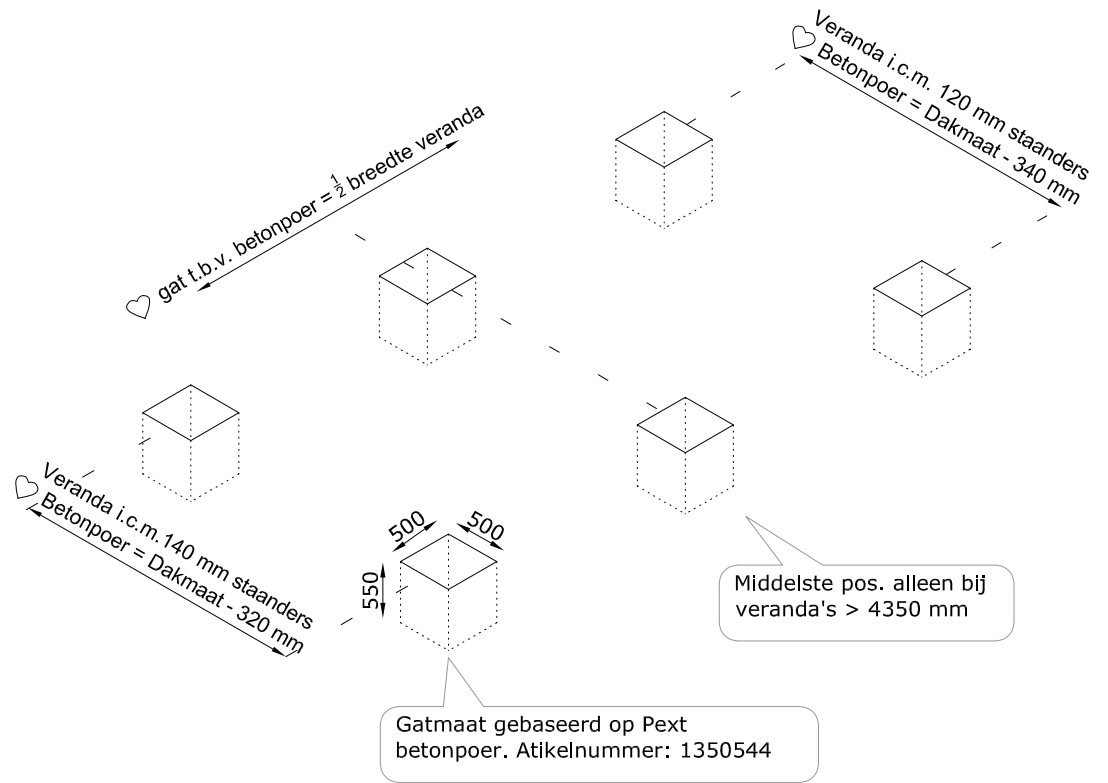 Veranda i.c.m. 120 mm staanders
Betonpoer = Dakmaat - 340 mm
gat t.b.v. betonpoer = 1/2 breedte veranda
Veranda i.c.m.140 mm staanders
Betonpoer = Dakmaat - 320 mm
500
500
550
Middelste pos. alleen bij
veranda's > 4350 mm
Gatmaat gebaseerd op Pext
betonpoer. Atikelnummer: 1350544